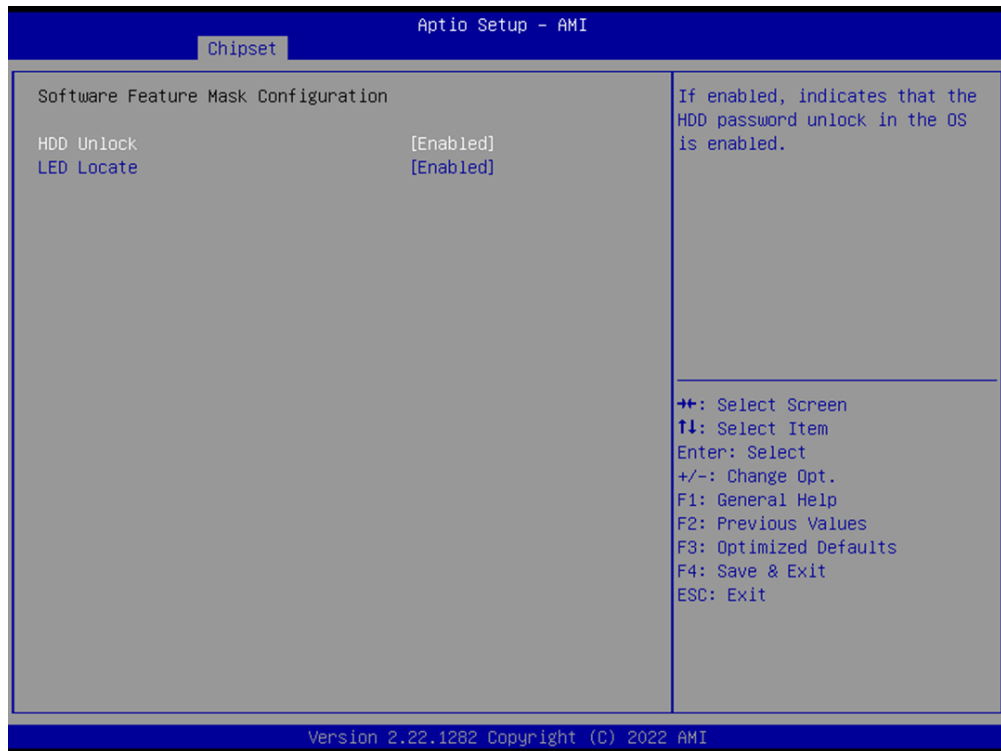 Aptio Setup – AMI
Chipset
Software Feature Mask Configuration
HDD Unlock [Enabled]
LED Locate [Enabled]
If enabled, indicates that the
HDD password unlock in the OS
is enabled.
→←: Select Screen
↑↓: Select Item
Enter: Select
+/-: Change Opt.
F1: General Help
F2: Previous Values
F3: Optimized Defaults
F4: Save & Exit
ESC: Exit
Version 2.22.1282 Copyright (C) 2022 AMI